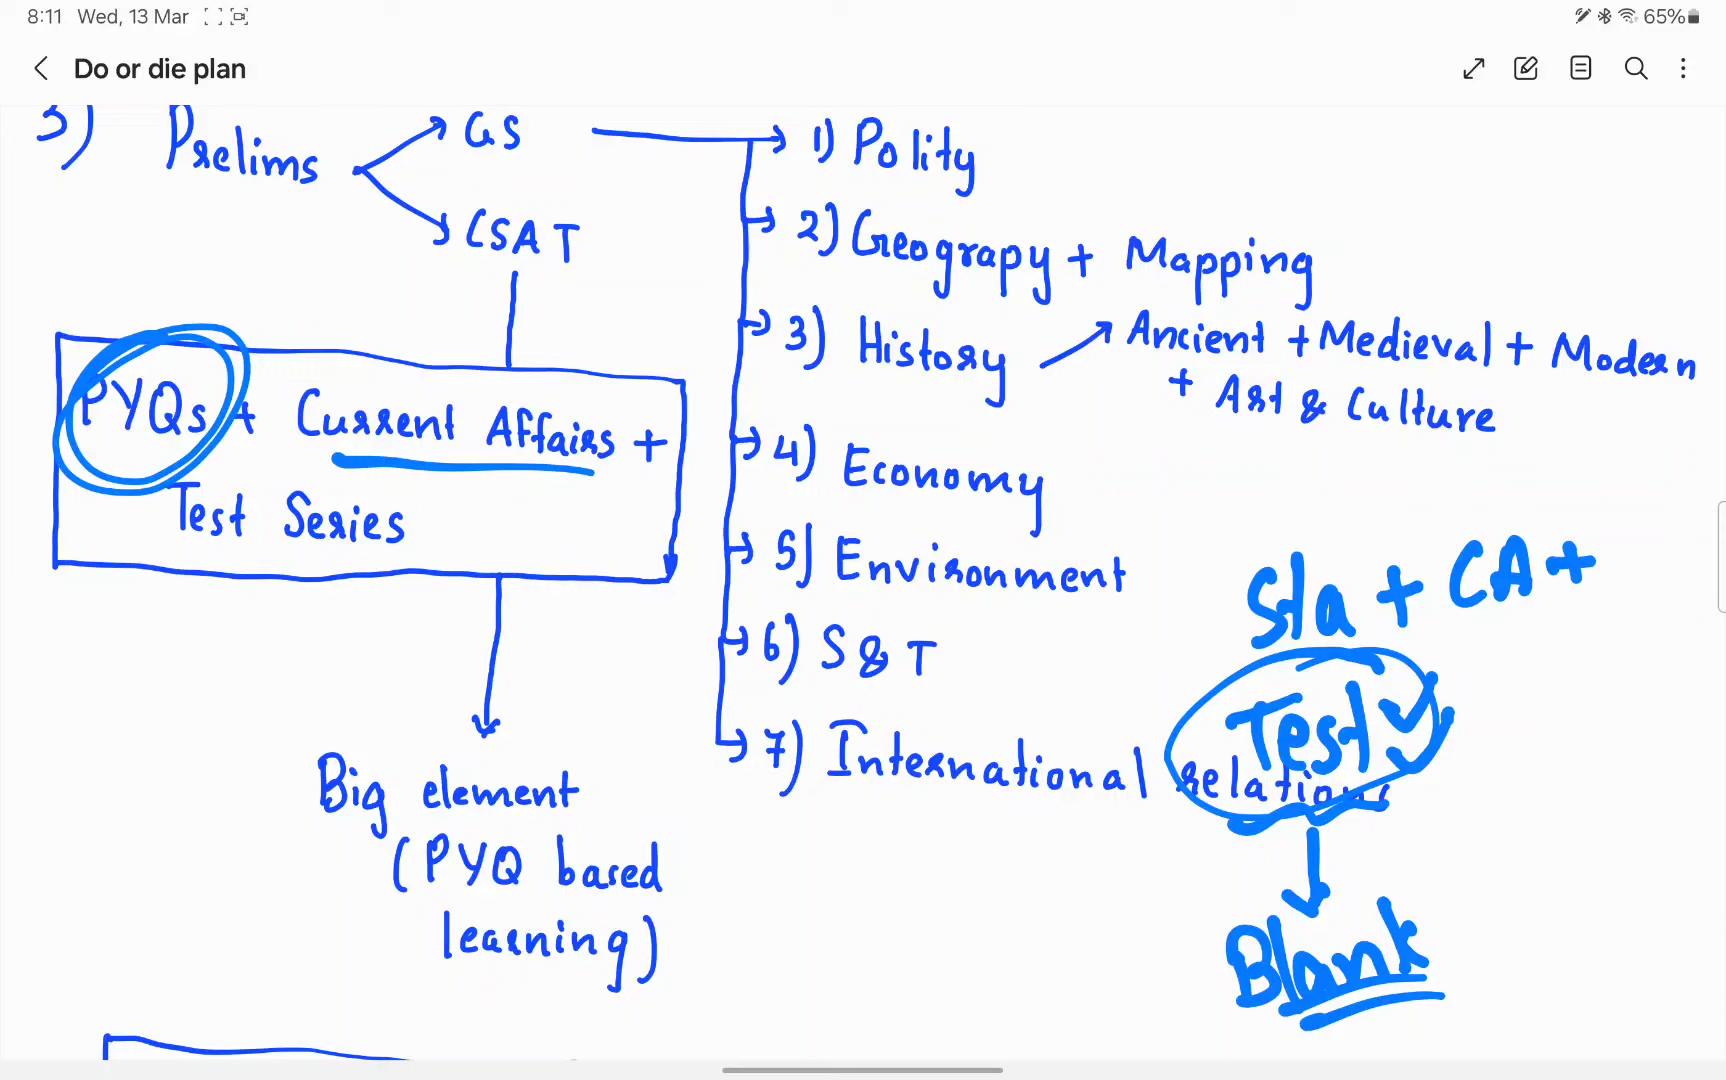 8:11 Wed, 13 Mar
65%
Do or die plan
3) Prelims
GS
CSAT
PYQs + Current Affairs +
Test Series
Big element
(PYQ based
learning)
1) Polity
2) Geograpy + Mapping
3) History
Ancient + Medieval + Modern
+ Art & Culture
4) Economy
5) Environment
6) S & T
7) International relations
Sta + CA +
Test
Blank